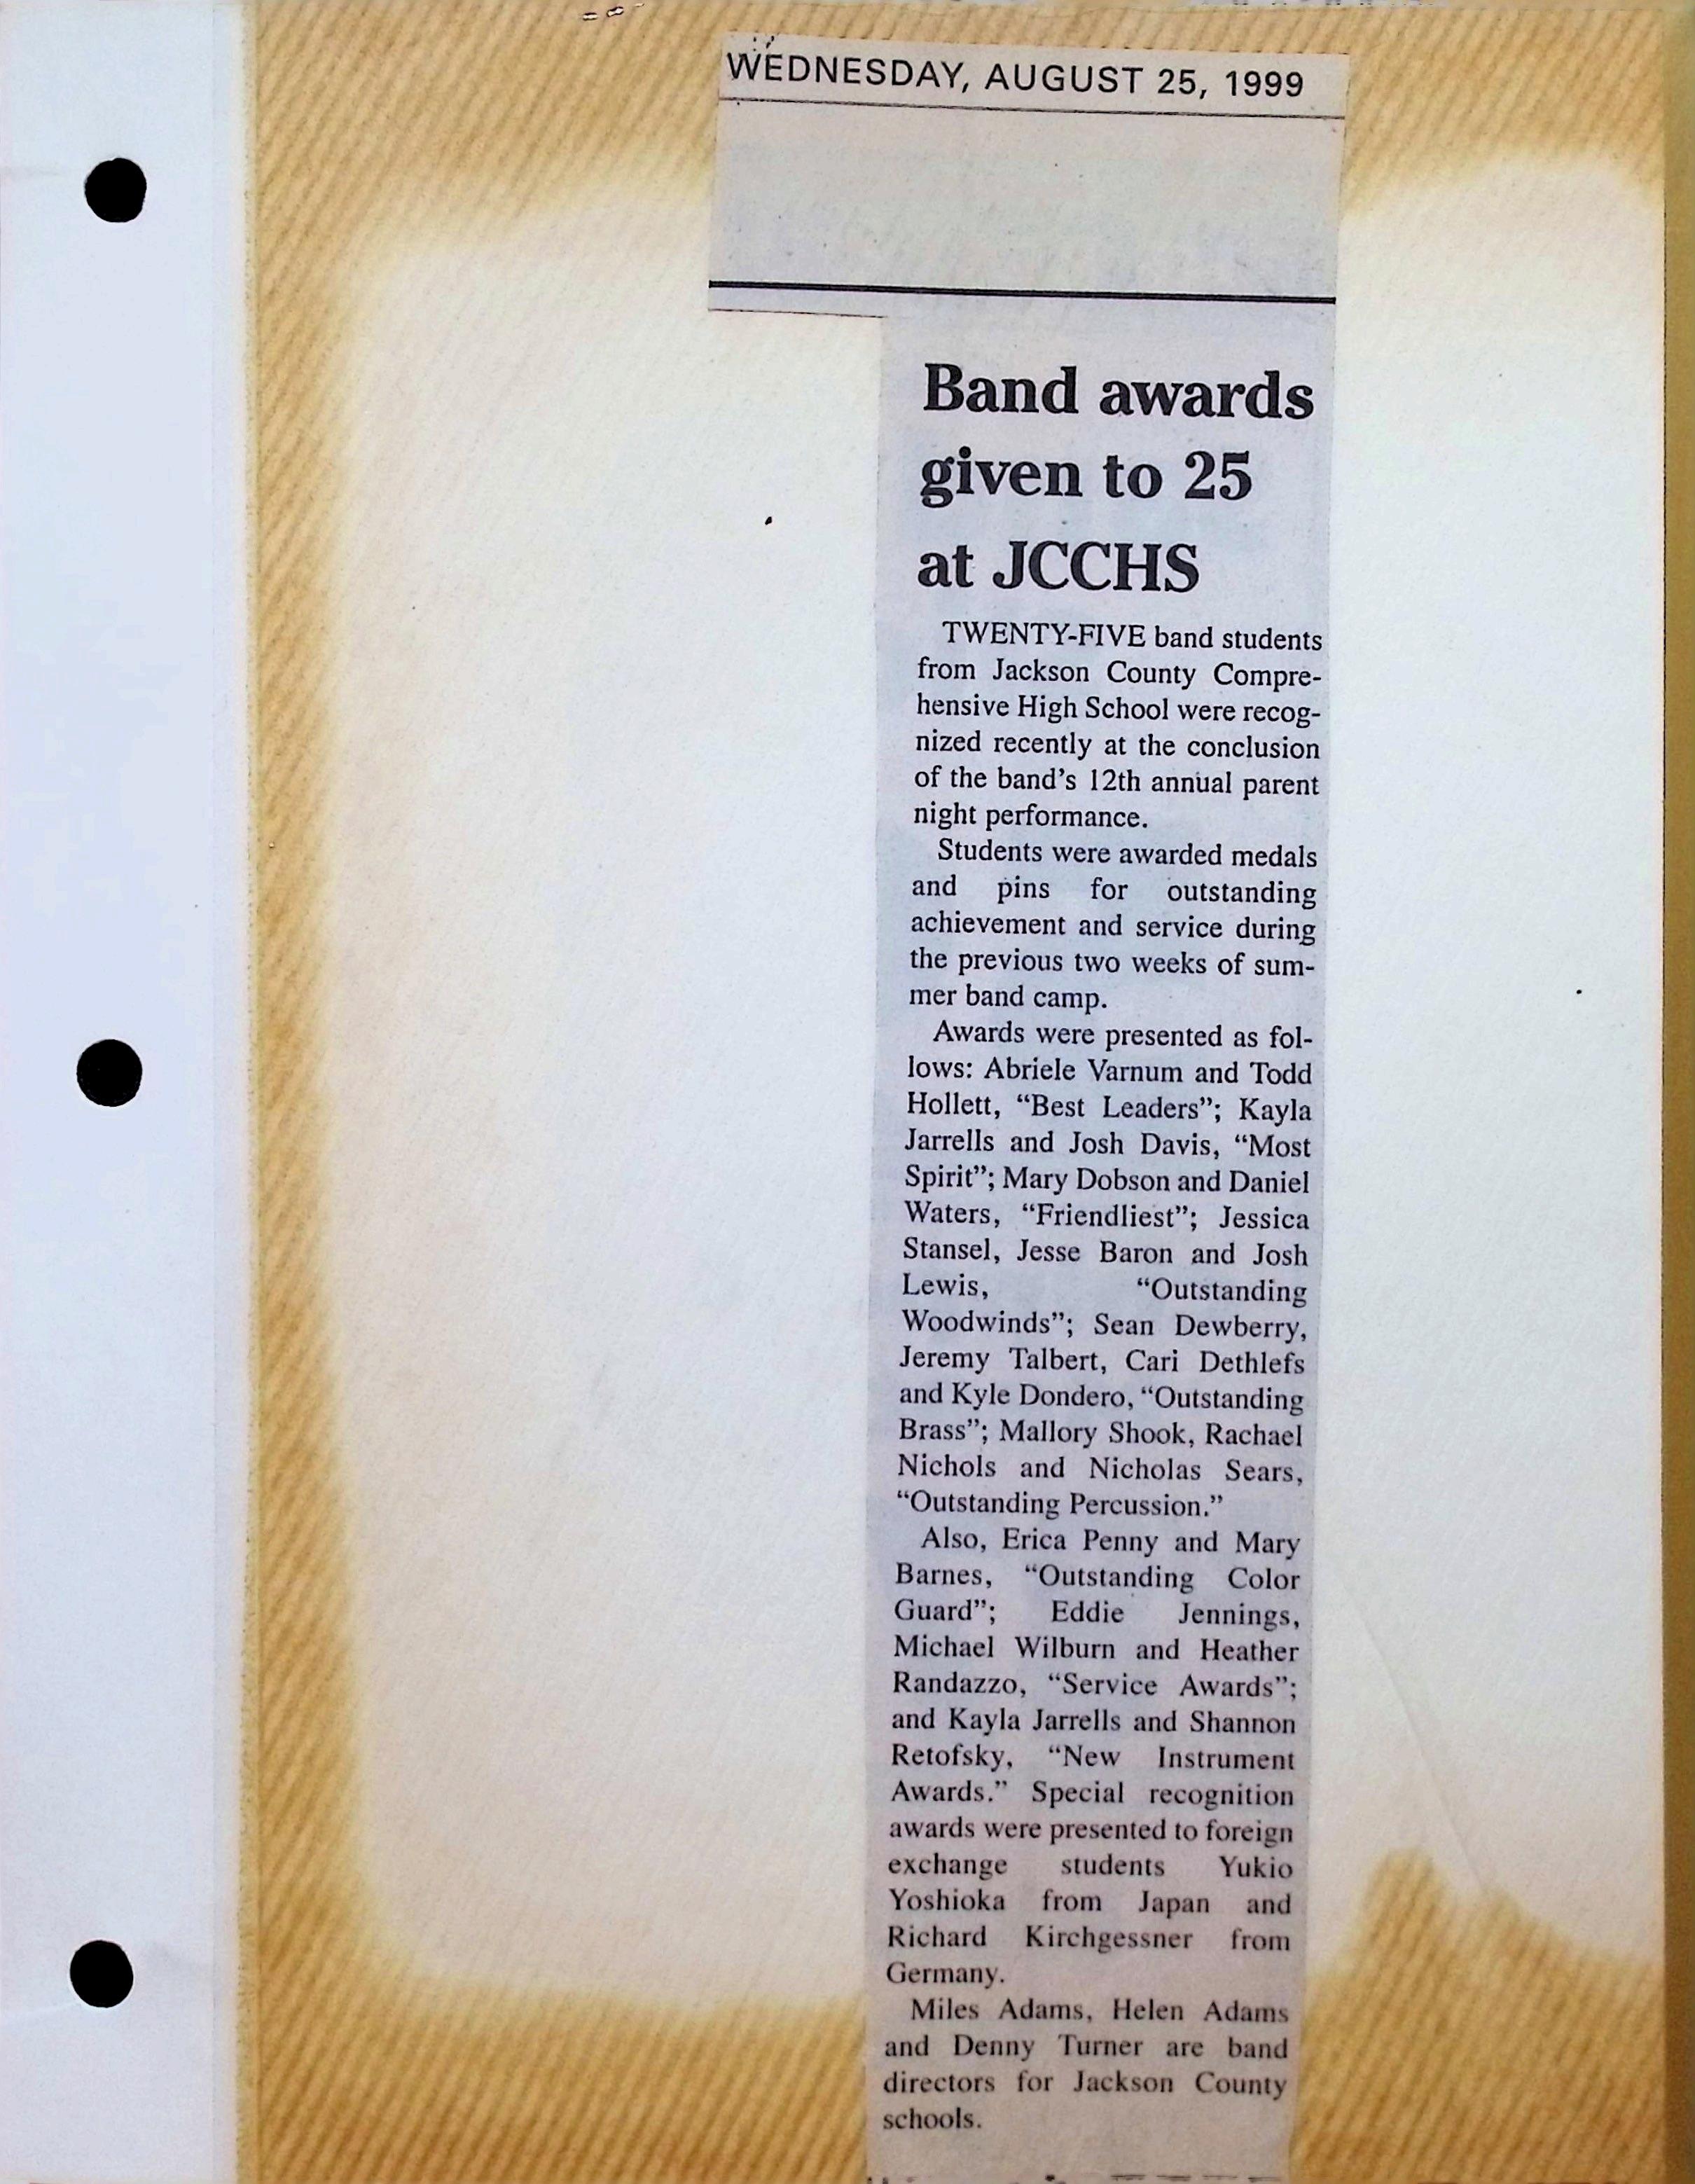 WEDNESDAY, AUGUST 25, 1999
Band awards
given to 25
at JCCHS
TWENTY-FIVE band students
from Jackson County Compre-
hensive High School were recog-
nized recently at the conclusion
of the band’s 12th annual parent
night performance.
Students were awarded medals
and pins for outstanding
achievement and service during
the previous two weeks of sum-
mer band camp.
Awards were presented as fol-
lows: Abriele Varnum and Todd
Hollett, “Best Leaders”; Kayla
Jarrells and Josh Davis, “Most
Spirit”; Mary Dobson and Daniel
Waters, “Friendliest”; Jessica
Stansel, Jesse Baron and Josh
Lewis, “Outstanding
Woodwinds”; Sean Dewberry,
Jeremy Talbert, Cari Dethlefs
and Kyle Dondero, “Outstanding
Brass”; Mallory Shook, Rachael
Nichols and Nicholas Sears,
“Outstanding Percussion.”
Also, Erica Penny and Mary
Barnes, “Outstanding Color
Guard”; Eddie Jennings,
Michael Wilburn and Heather
Randazzo, “Service Awards”;
and Kayla Jarrells and Shannon
Retofsky, “New Instrument
Awards.” Special recognition
awards were presented to foreign
exchange students Yukio
Yoshioka from Japan and
Richard Kirchgessner from
Germany.
Miles Adams, Helen Adams
and Denny Turner are band
directors for Jackson County
schools.